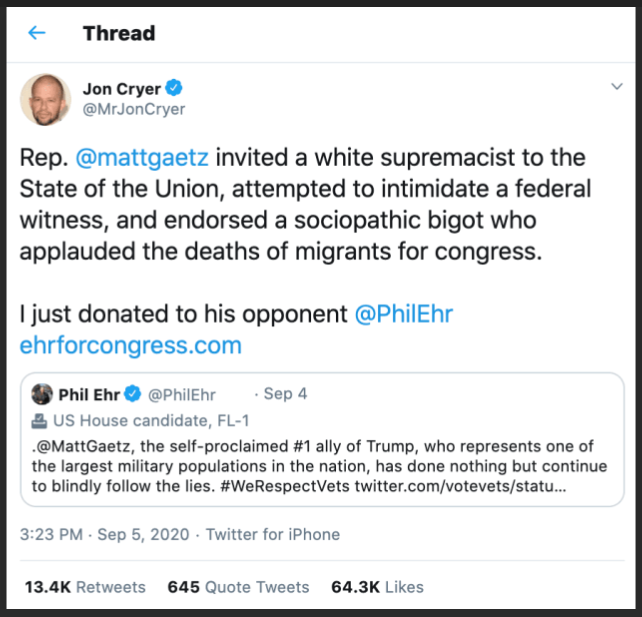 Thread
Jon Cryer
@MrJonCryer
Rep. @mattgaetz invited a white supremacist to the
State of the Union, attempted to intimidate a federal
witness, and endorsed a sociopathic bigot who
applauded the deaths of migrants for congress.
I just donated to his opponent @PhilEhr
ehrforcongress.com
Phil Ehr @PhilEhr · Sep 4
US House candidate, FL-1
.@MattGaetz, the self-proclaimed #1 ally of Trump, who represents one of
the largest military populations in the nation, has done nothing but continue
to blindly follow the lies. #WeRespectVets twitter.com/votevets/statu...
3:23 PM · Sep 5, 2020 · Twitter for iPhone
13.4K Retweets 645 Quote Tweets 64.3K Likes